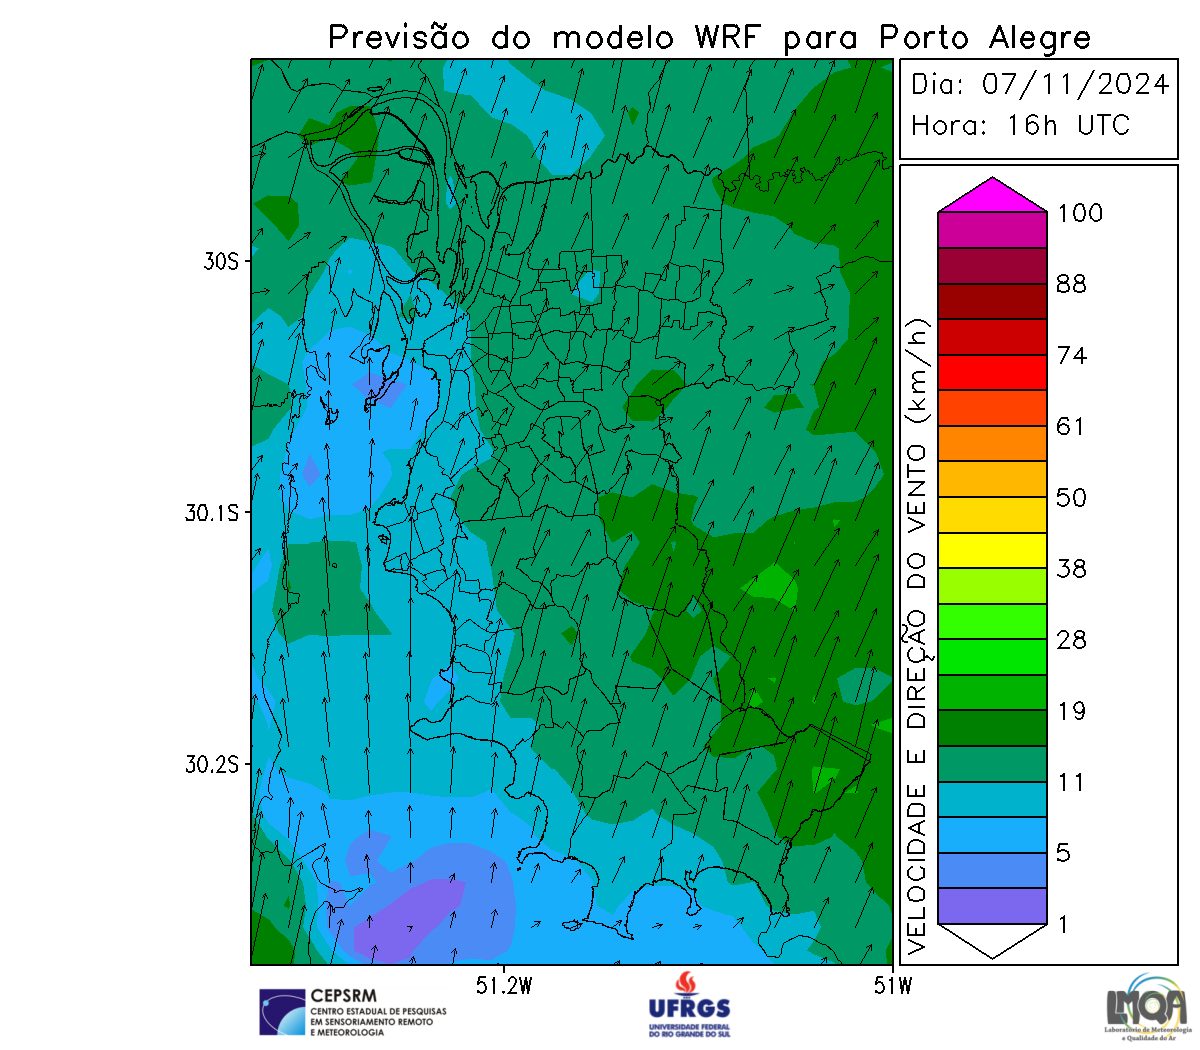 Previsão do modelo WRF para Porto Alegre
Dia: 07/11/2024
Hora: 16h UTC
30S
30.1S
30.2S
51.2W
51W
VELOCIDADE E DIREÇÃO DO VENTO (km/h)
100
88
74
61
50
38
28
19
11
5
1
CEPSRM
CENTRO ESTADUAL DE PESQUISAS
EM SENSORIAMENTO REMOTO
E METEOROLOGIA
UFRGS
UNIVERSIDADE FEDERAL
DO RIO GRANDE DO SUL
LMQA
Laboratório de Meteorologia
e Qualidade do Ar